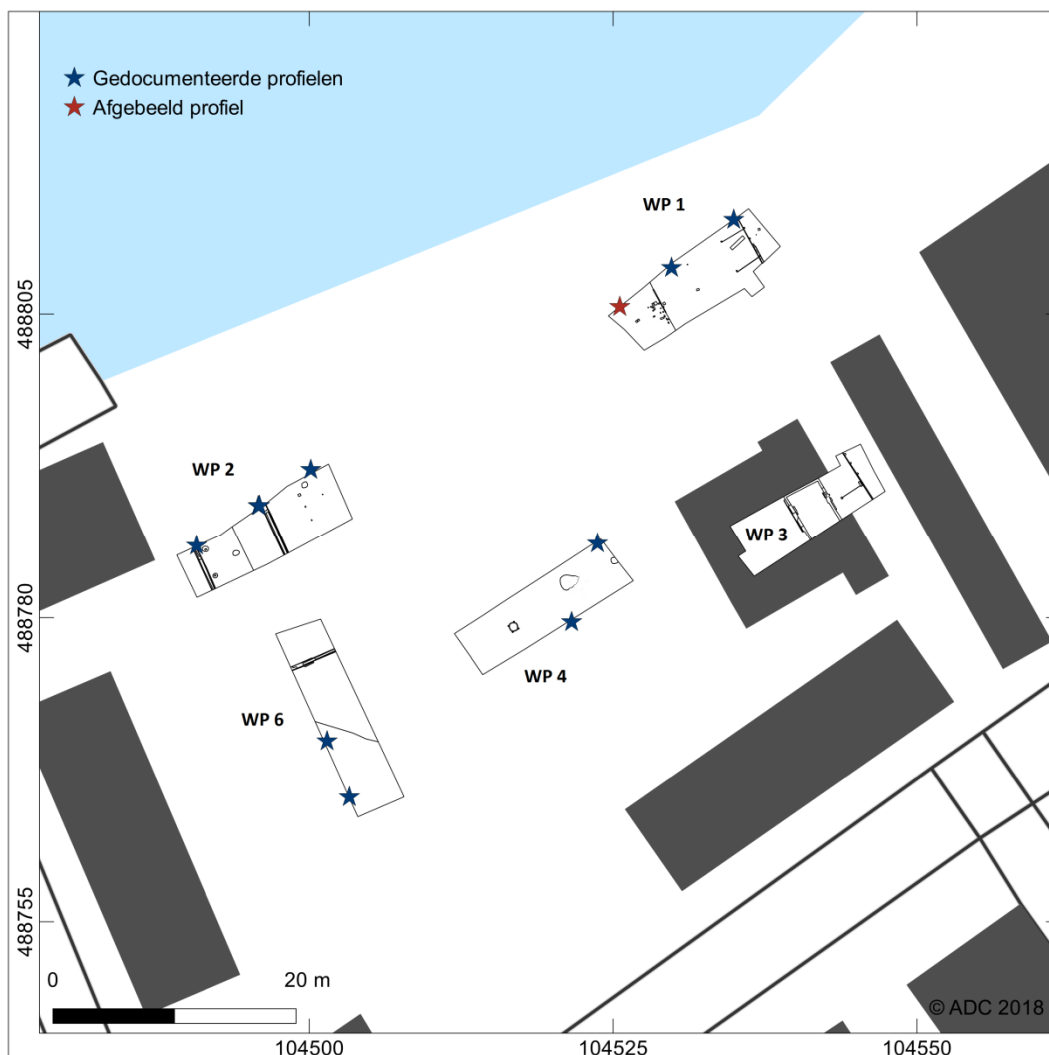 Gedocumenteerde profielen
Afgebeeld profiel
WP 1
488805
WP 2
WP 3
488780
WP 4
WP 6
488755
0 20 m
© ADC 2018
104500 104525 104550